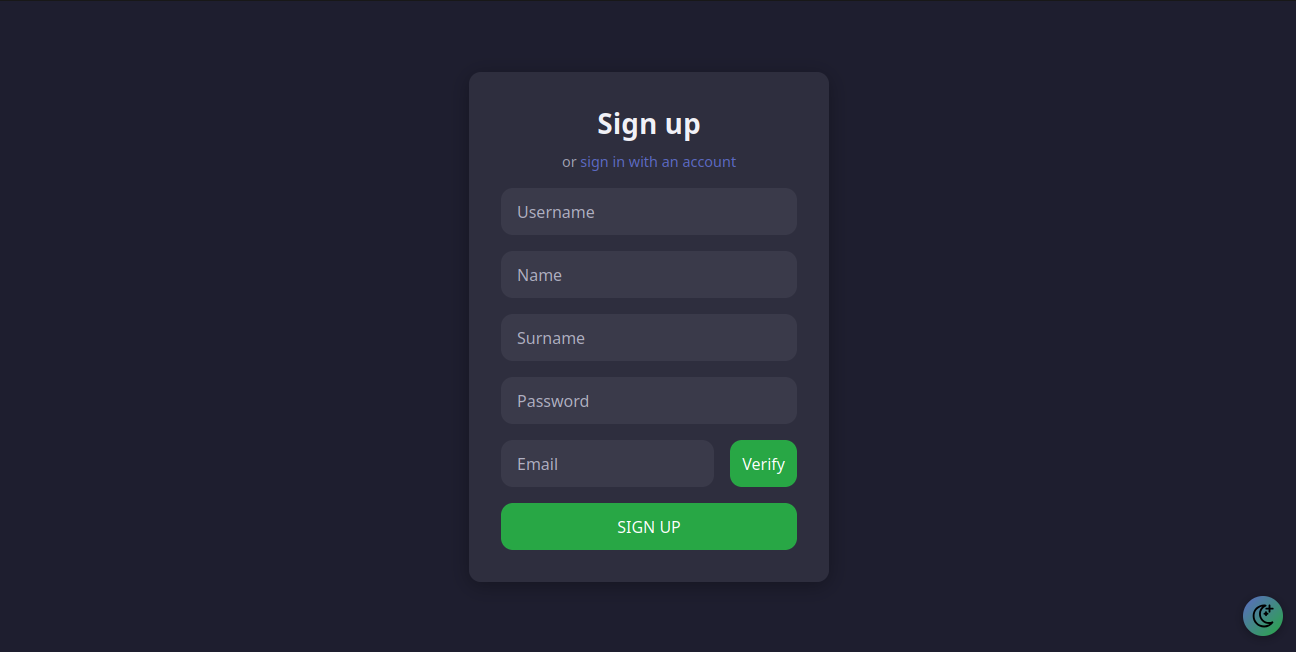 Sign up
or sign in with an account
Username
Name
Surname
Password
Email
Verify
SIGN UP